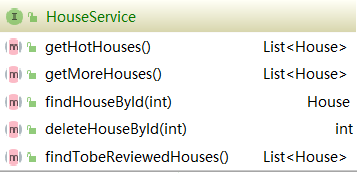 I HouseService
m getHotHouses() List<House>
m getMoreHouses() List<House>
m findHouseById(int) House
m deleteHouseById(int) int
m findTobeReviewedHouses() List<House>